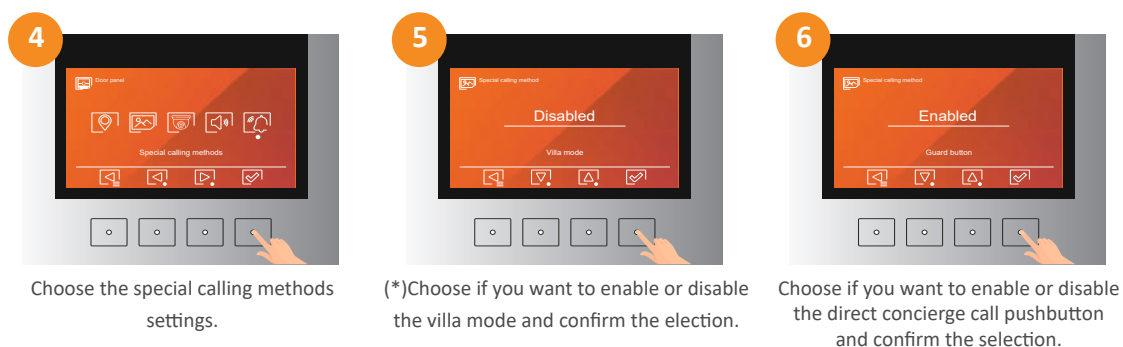 4
Door panel
Special calling methods
Choose the special calling methods
settings.
5
Special calling method
Disabled
Villa mode
(*)Choose if you want to enable or disable
the villa mode and confirm the election.
6
Special calling method
Enabled
Guard button
Choose if you want to enable or disable
the direct concierge call pushbutton
and confirm the selection.